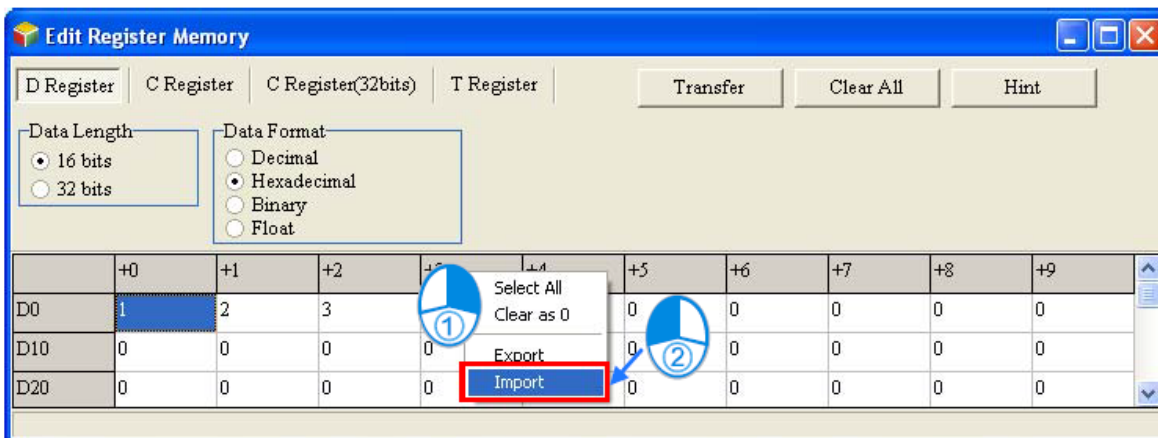 Edit Register Memory
D Register C Register C Register(32bits) T Register Transfer Clear All Hint
Data Length Data Format
16 bits Decimal
32 bits Hexadecimal
Binary
Float
+0 +1 +2 +5 +6 +7 +8 +9
Select All
D0 1 2 3 0 0 0 0 0
Clear as 0
① ②
D10 0 0 0 0 0 0 0 0 0
Export
D20 0 0 0 0 0 0 0 0 0
Import